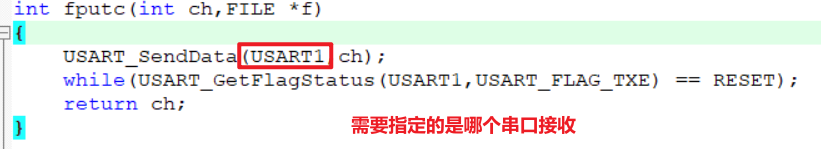 int fputc(int ch,FILE *f)
{
USART_SendData(USART1,ch);
while(USART_GetFlagStatus(USART1,USART_FLAG_TXE) == RESET);
return ch;
}
需要指定的是哪个串口接收